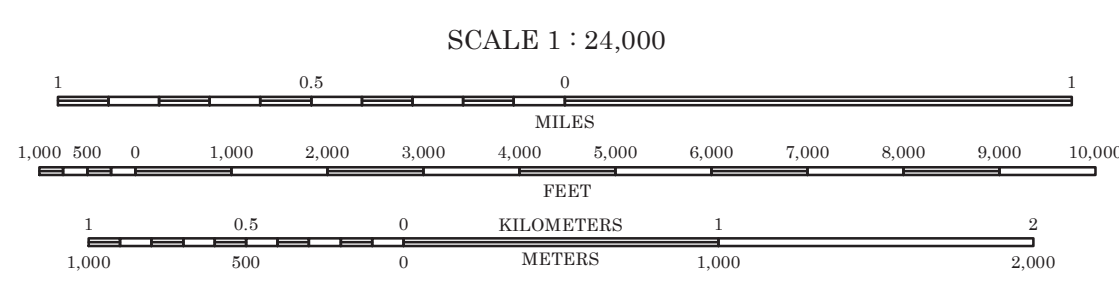 SCALE 1 : 24,000
1 0.5 0 1
MILES
1,000 500 0 1,000 2,000 3,000 4,000 5,000 6,000 7,000 8,000 9,000 10,000
FEET
1 0.5 0 KILOMETERS 1 2
1,000 500 0 METERS 1,000 2,000